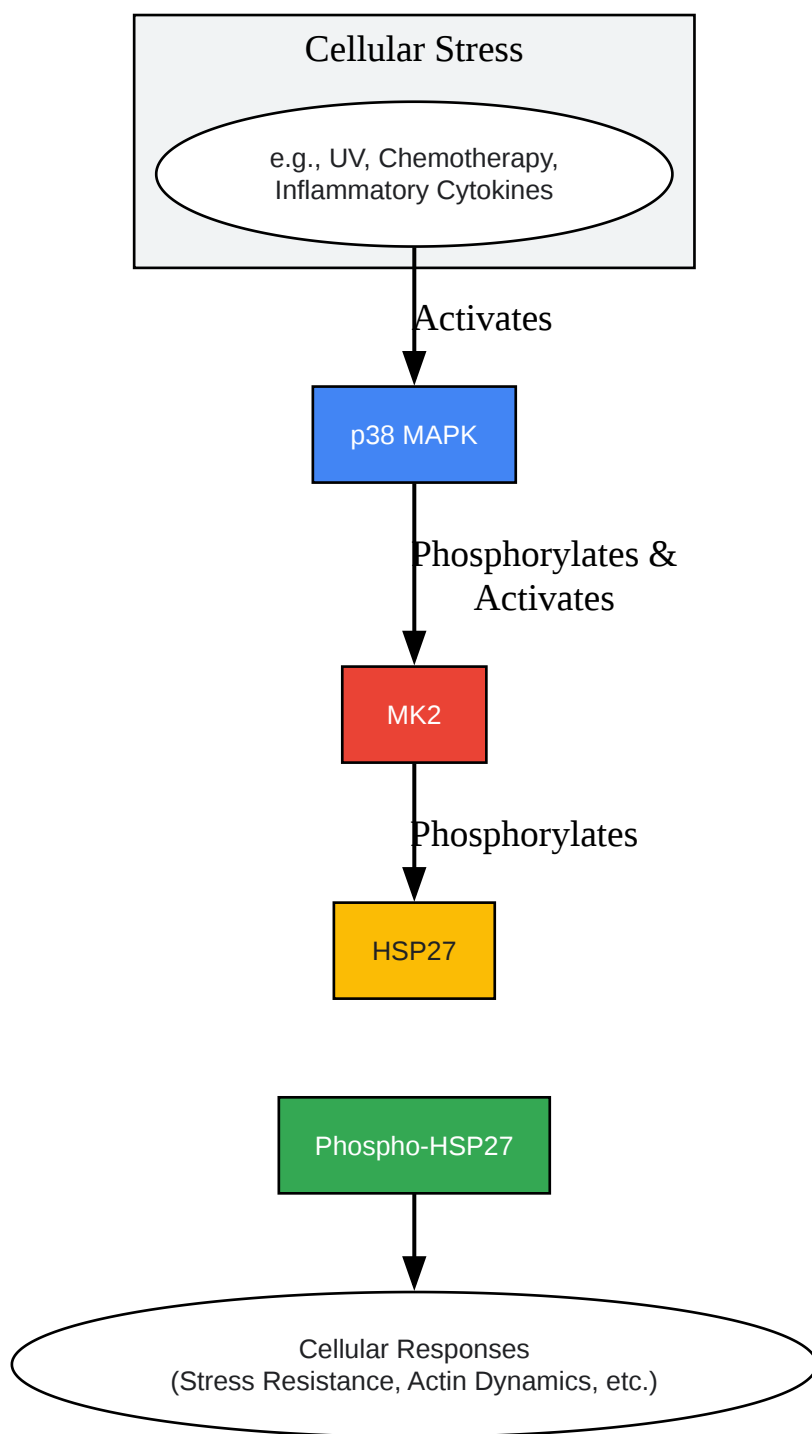 Cellular Stress
e.g., UV, Chemotherapy,
Inflammatory Cytokines
Activates
p38 MAPK
Phosphorylates &
Activates
MK2
Phosphorylates
HSP27
Phospho-HSP27
Cellular Responses
(Stress Resistance, Actin Dynamics, etc.)